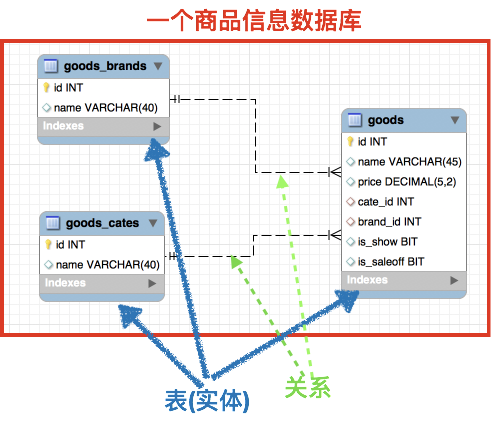 一个商品信息数据库
goods_brands
id INT
name VARCHAR(40)
Indexes
goods
id INT
name VARCHAR(45)
price DECIMAL(5,2)
cate_id INT
brand_id INT
is_show BIT
is_saleoff BIT
Indexes
goods_cates
id INT
name VARCHAR(40)
Indexes
表(实体)
关系